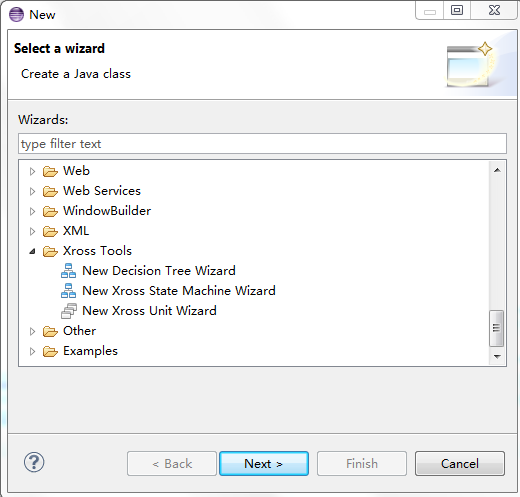 New
Select a wizard
Create a Java class
Wizards:
type filter text
Web
Web Services
WindowBuilder
XML
Xross Tools
New Decision Tree Wizard
New Xross State Machine Wizard
New Xross Unit Wizard
Other
Examples
?
< Back Next > Finish Cancel